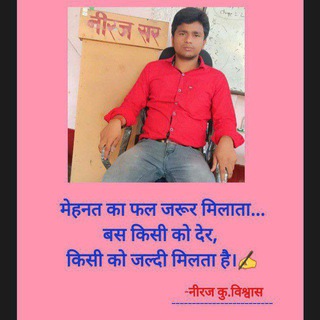 नीरज सर
मेहनत का फल जरूर मिलाता...
बस किसी को देर,
किसी को जल्दी मिलता है।✍️
-नीरज कु.विश्वास